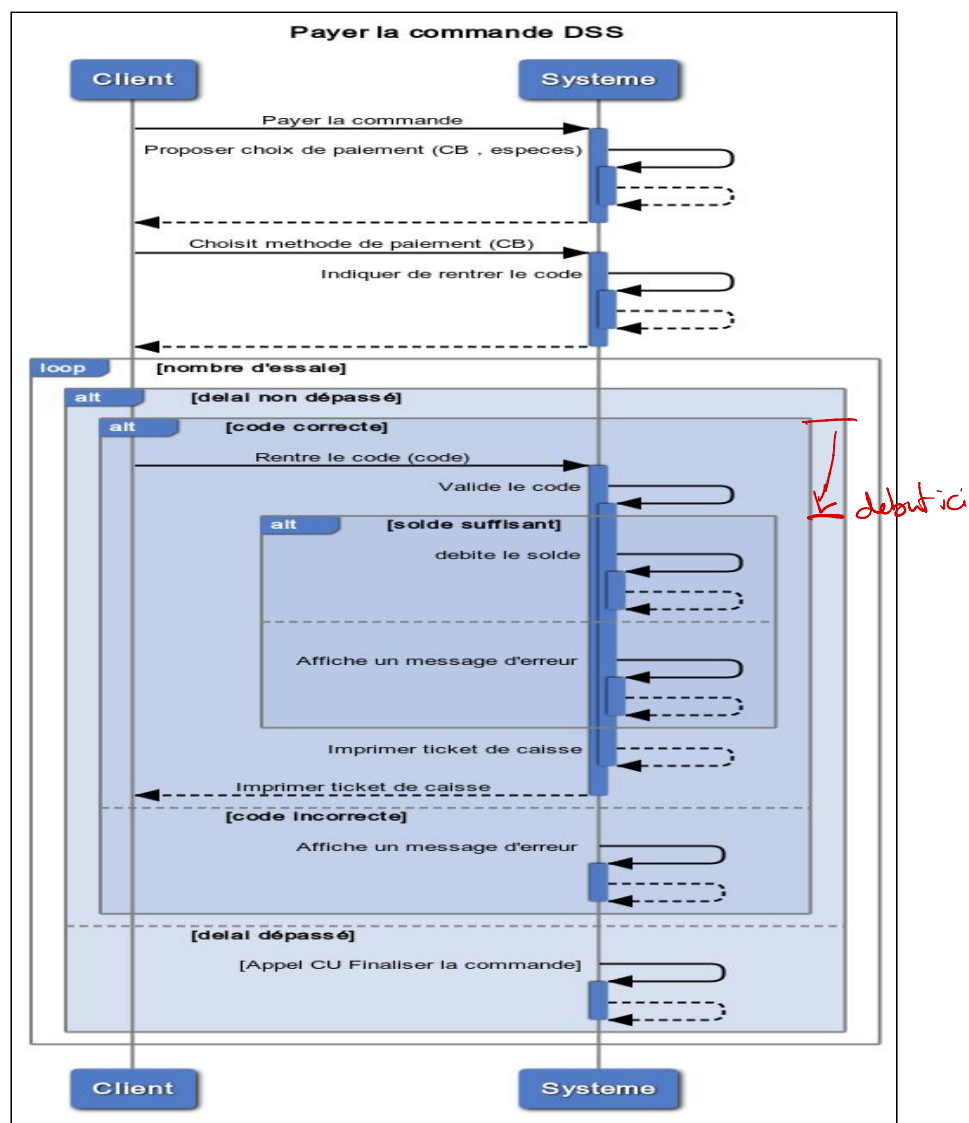 Payer la commande DSS
Client
Systeme
Payer la commande
Proposer choix de paiement (CB , especes)
Choisit methode de paiement (CB)
Indiquer de rentrer le code
loop
[nombre d'essale]
alt
[delai non dépassé]
alt
[code correcte]
Rentre le code (code)
Valide le code
debut ici
alt
[solde suffisant]
debite le solde
Affiche un message d'erreur
Imprimer ticket de caisse
Imprimer ticket de caisse
[code Incorrecte]
Affiche un message d'erreur
[delai dépassé]
[Appel CU Finaliser la commande]
Client
Systeme